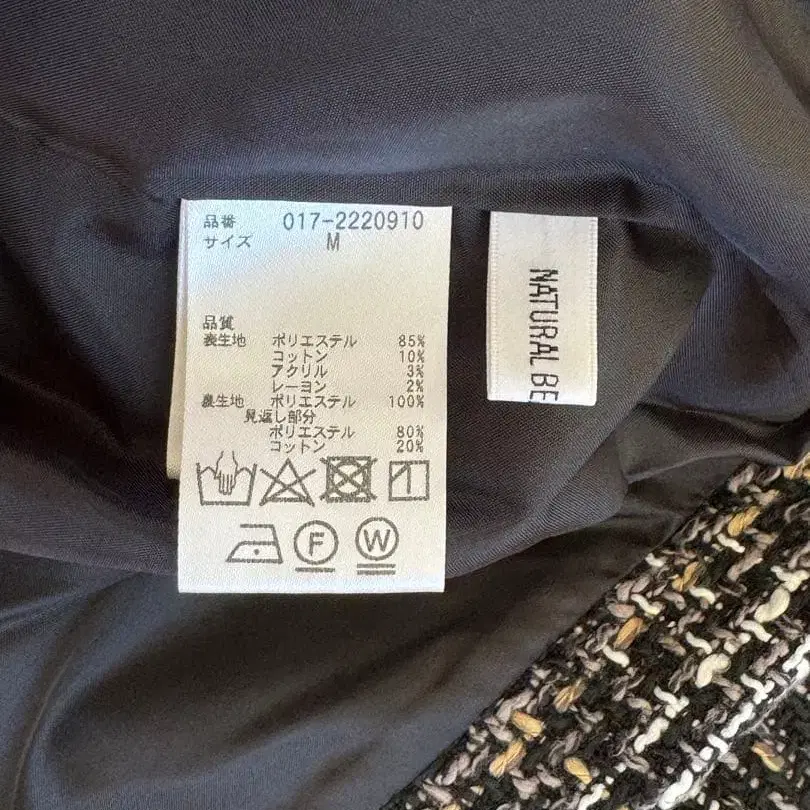 品番 017-2220910
サイズ M
品質
表生地 ポリエステル 85%
コットン 10%
アクリル 3%
レーヨン 2%
裏生地 ポリエステル 100%
見返し部分
ポリエステル 80%
コットン 20%
F W
NATURAL BE